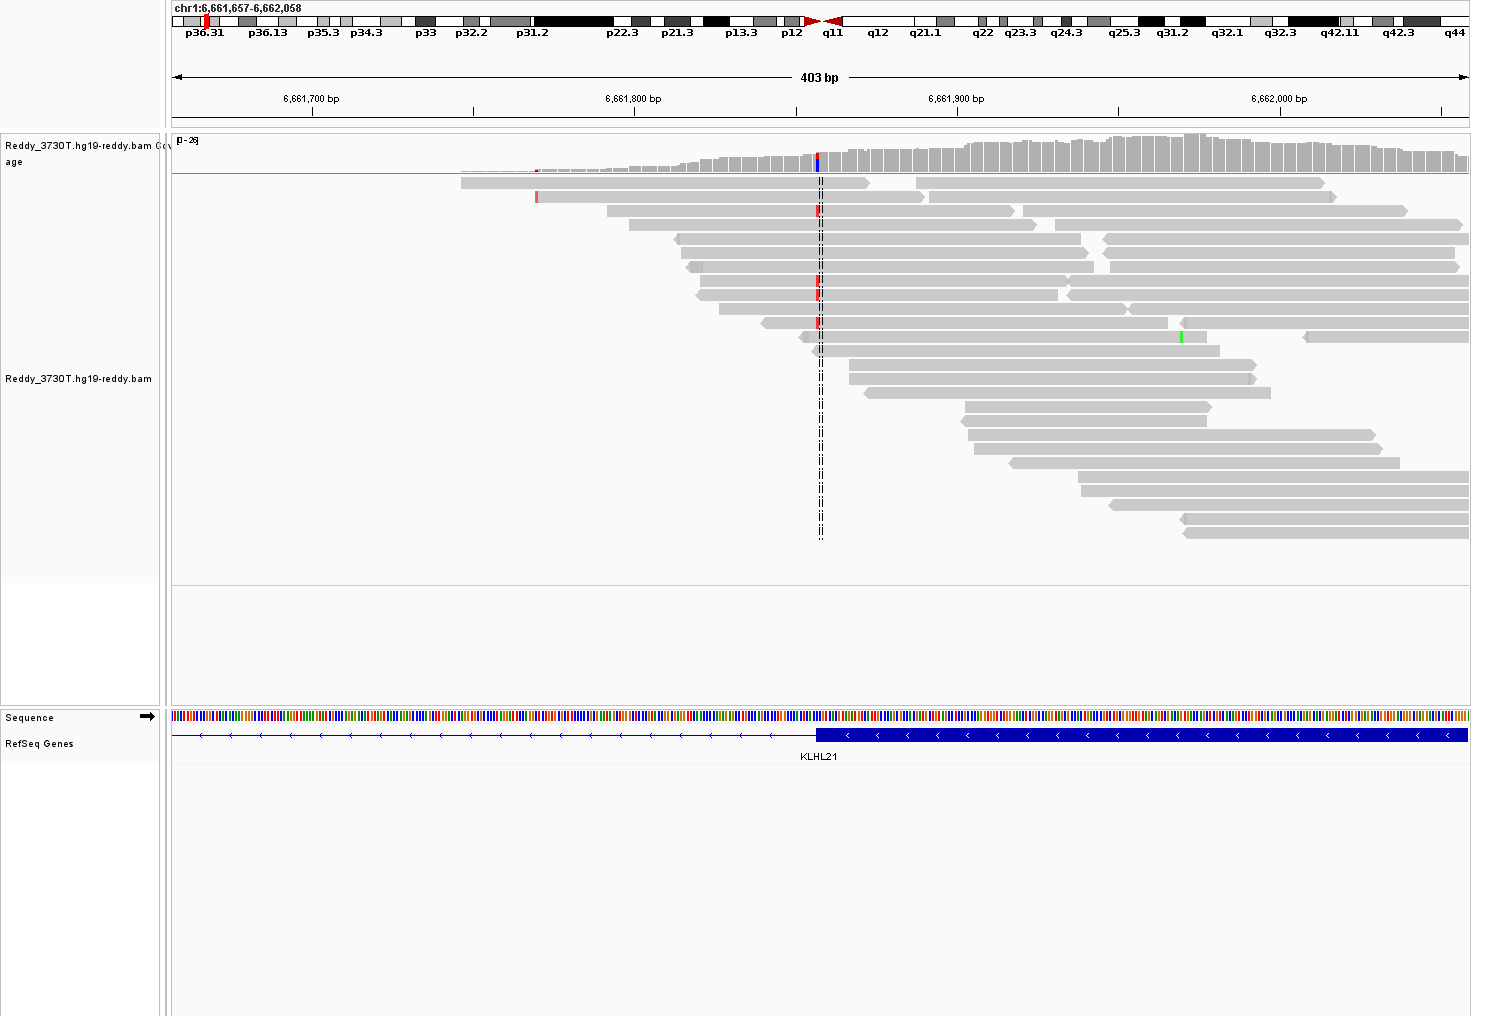 chr1:6,661,657-6,662,058
p36.31 p36.13 p35.3 p34.3 p33 p32.2 p31.2 p22.3 p21.3 p13.3 p12 q11 q12 q21.1 q22 q23.3 q24.3 q25.3 q31.2 q32.1 q32.3 q42.11 q42.3 q44
403 bp
6,661,700 bp 6,661,800 bp 6,661,900 bp 6,662,000 bp
[0-26]
Reddy_3730T.hg19-reddy.bam Cov
age
Reddy_3730T.hg19-reddy.bam
Sequence
RefSeq Genes
KLHL21